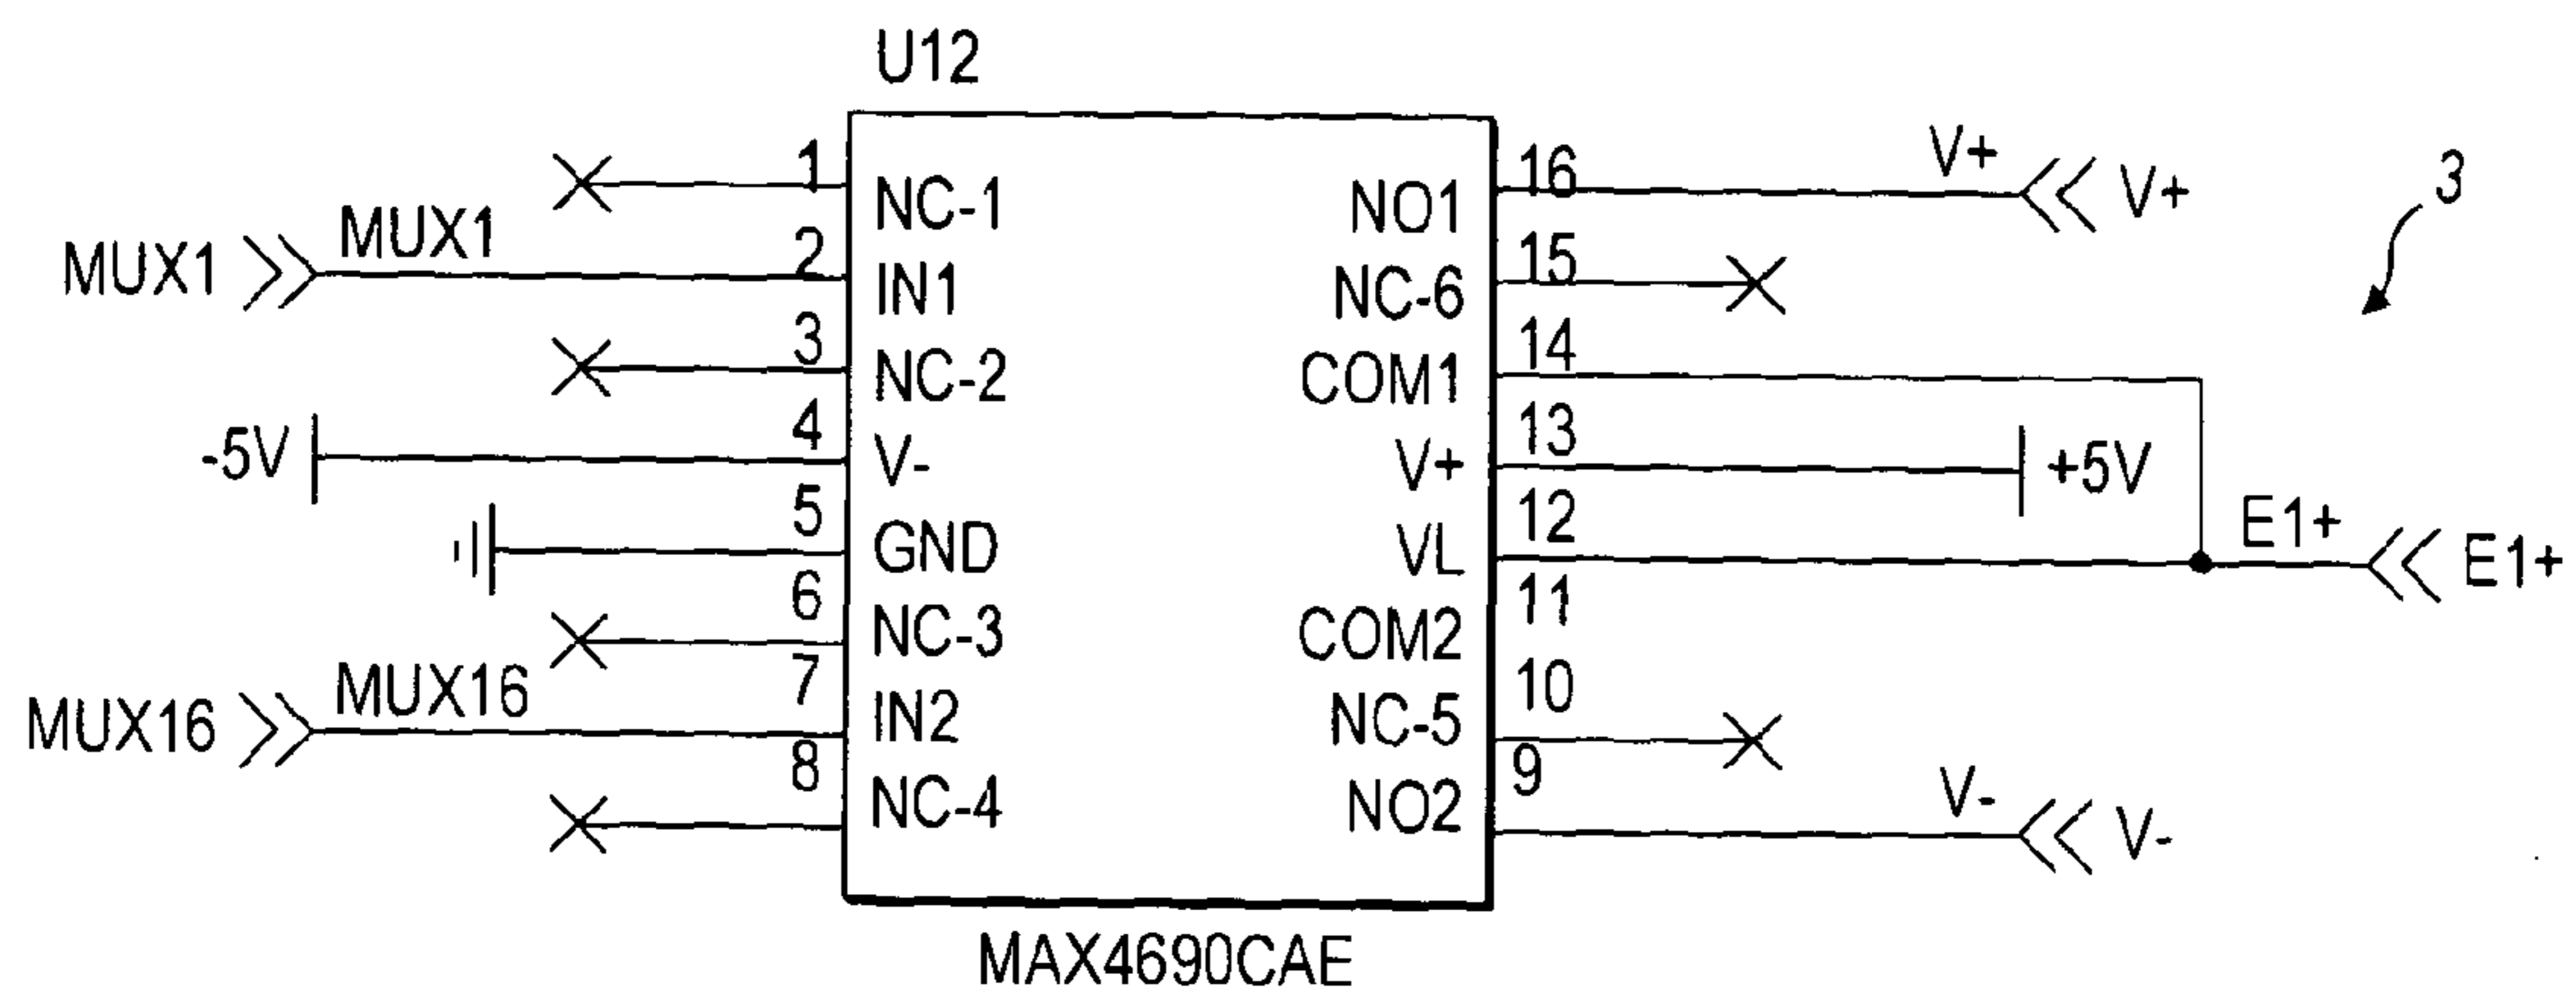 U12
1 NC-1 NO1 16 V+ V+
MUX1 MUX1 2 IN1 NC-6 15
3
3 NC-2 COM1 14
-5V 4 V- V+ 13 +5V
5 GND VL 12 E1+ E1+
6 NC-3 COM2 11
MUX16 MUX16 7 IN2 NC-5 10
8 NC-4 NO2 9 V- V-
MAX4690CAE